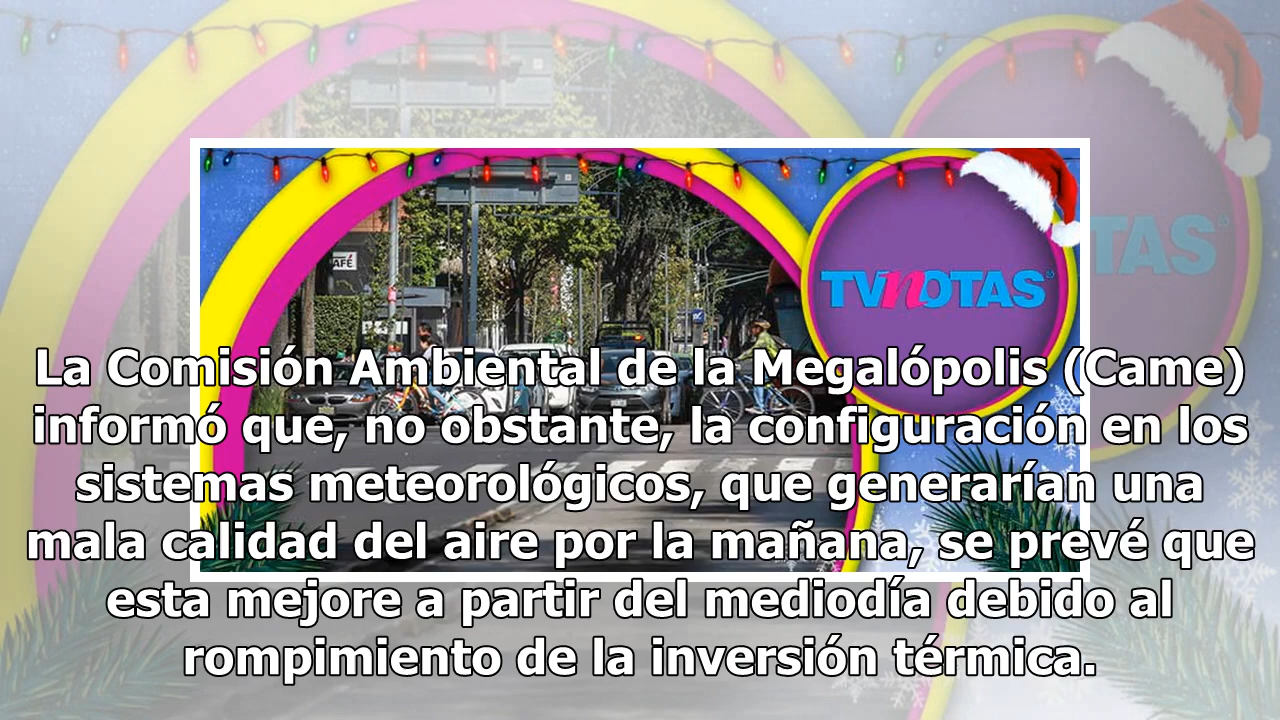 TVnOTAS
TAS
AFÉ
La Comisión Ambiental de la Megalópolis (Came)
informó que, no obstante, la configuración en los
sistemas meteorológicos, que generarían una
mala calidad del aire por la mañana, se prevé que
esta mejore a partir del mediodía debido al
rompimiento de la inversión térmica.